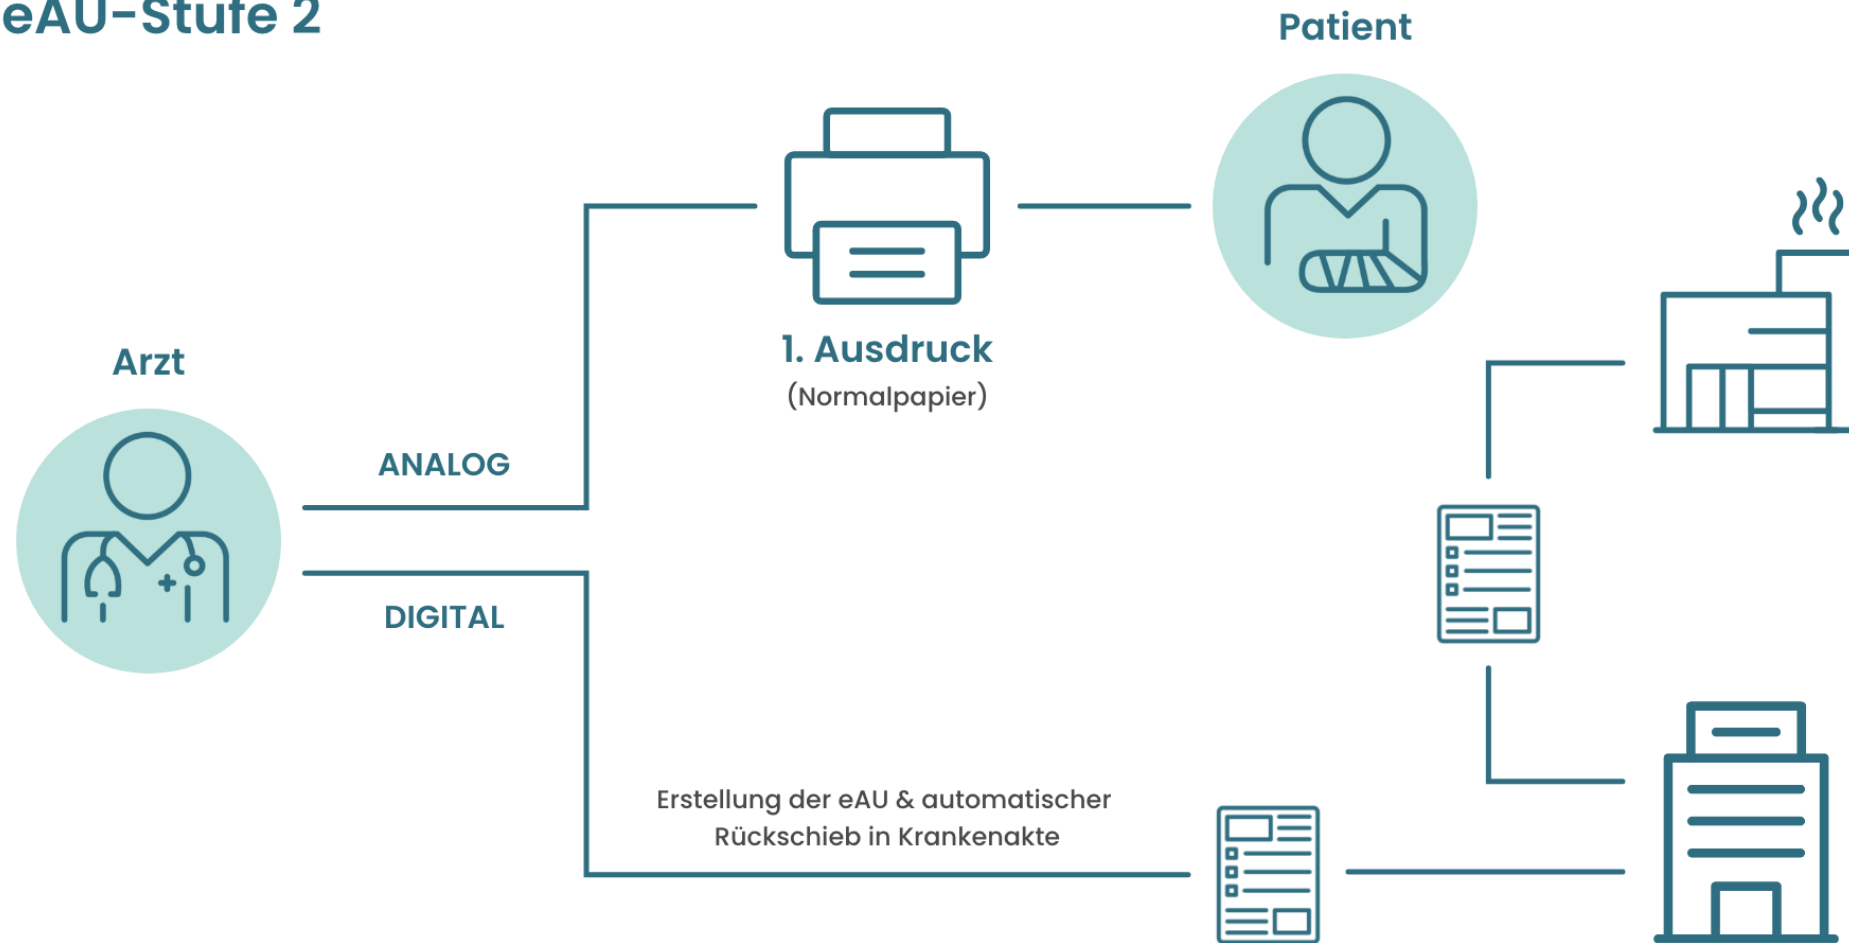 eAU-Stufe 2
Patient
1. Ausdruck
(Normalpapier)
Arzt
ANALOG
DIGITAL
Erstellung der eAU & automatischer
Rückschieb in Krankenakte